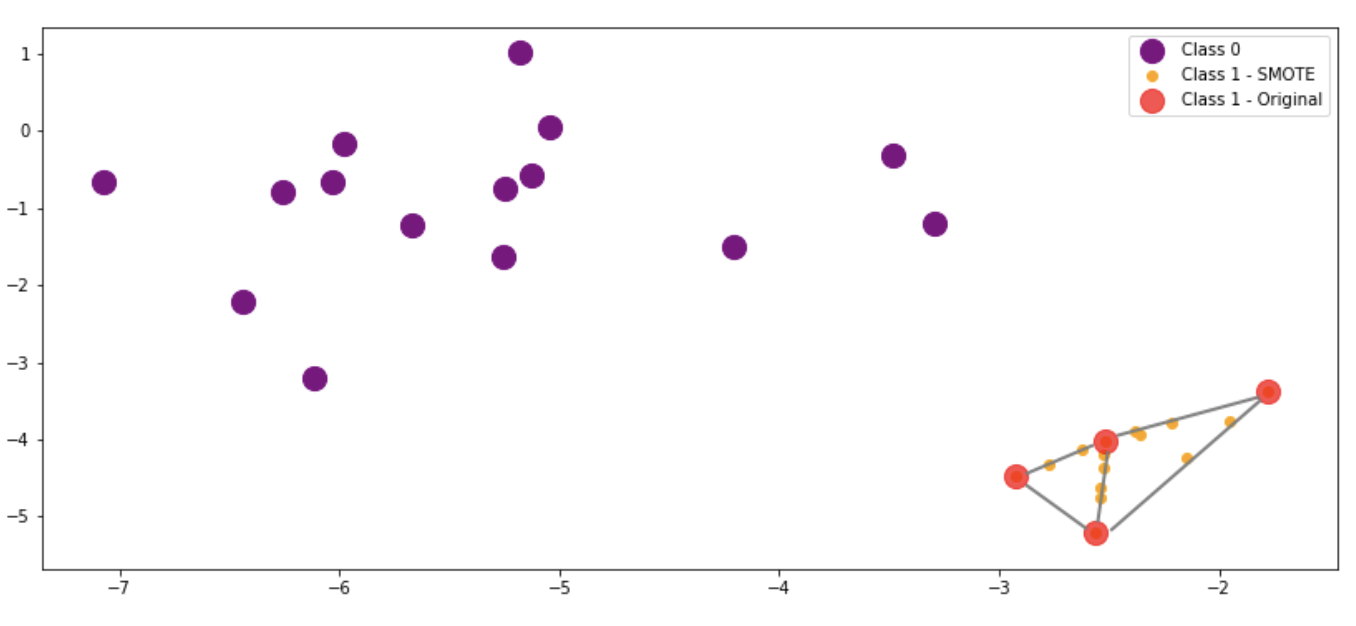 Class 0
Class 1 - SMOTE
Class 1 - Original
1
0
−1
−2
−3
−4
−5
−7 −6 −5 −4 −3 −2